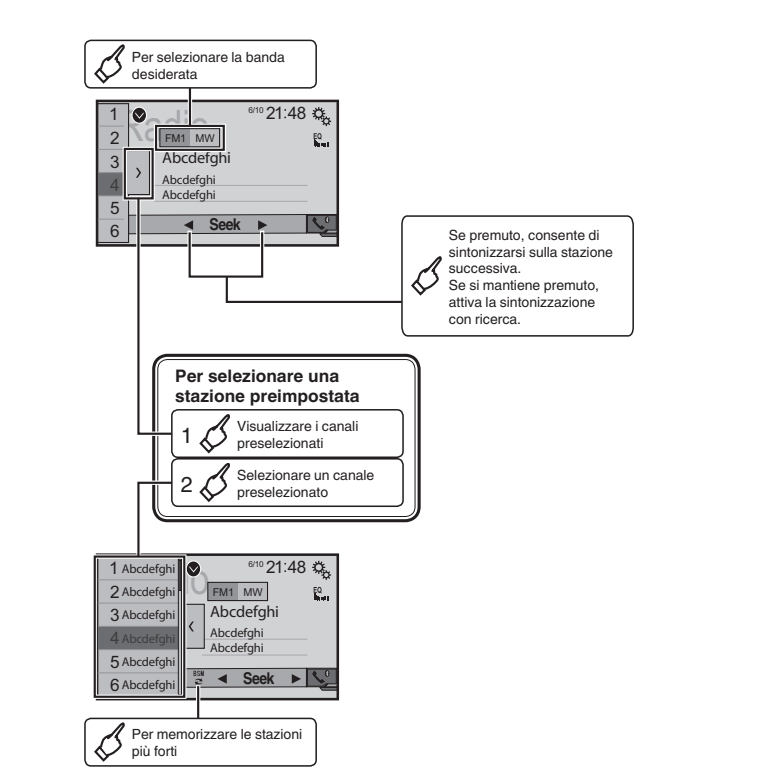 Per selezionare la banda
desiderata
1
2
3
4
5
6
Radio
6/10 21:48
EQ
FM1 MW
Abcdefghi
Abcdefghi
Abcdefghi
Seek
Se premuto, consente di
sintonizzarsi sulla stazione
successiva.
Se si mantiene premuto,
attiva la sintonizzazione
con ricerca.
Per selezionare una
stazione preimpostata
1 Visualizzare i canali
preselezionati
2 Selezionare un canale
preselezionato
1 Abcdefghi
2 Abcdefghi
3 Abcdefghi
4 Abcdefghi
5 Abcdefghi
6 Abcdefghi
6/10 21:48
EQ
FM1 MW
Abcdefghi
Abcdefghi
Abcdefghi
BSM
Seek
Per memorizzare le stazioni
più forti